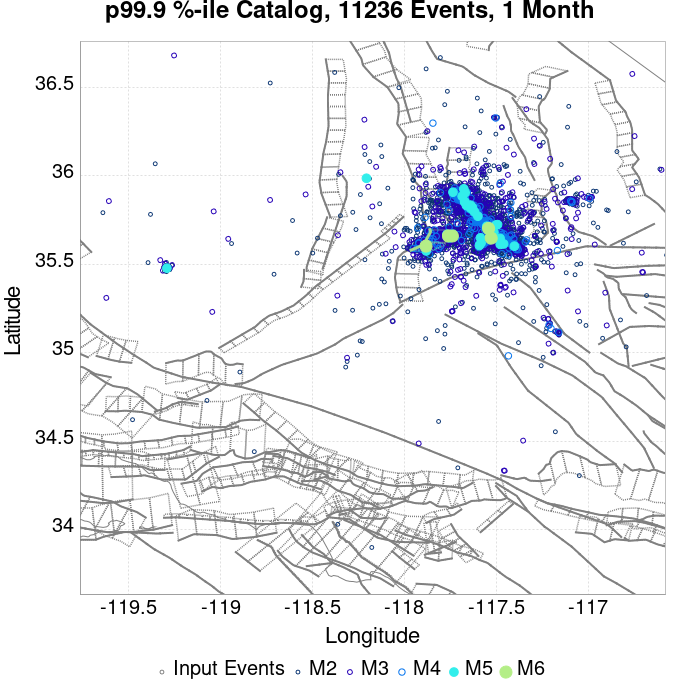 p99.9 %-ile Catalog, 11236 Events, 1 Month
36.5
36
35.5
35
34.5
34
Latitude
-119.5 -119 -118.5 -118 -117.5 -117
Longitude
Input Events M2 M3 M4 M5 M6